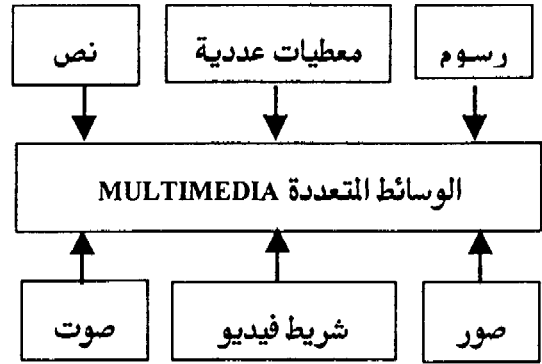 رسوم
معطيات عددية
نص
الوسائط المتعددة MULTIMEDIA
صور
شريط فيديو
صوت